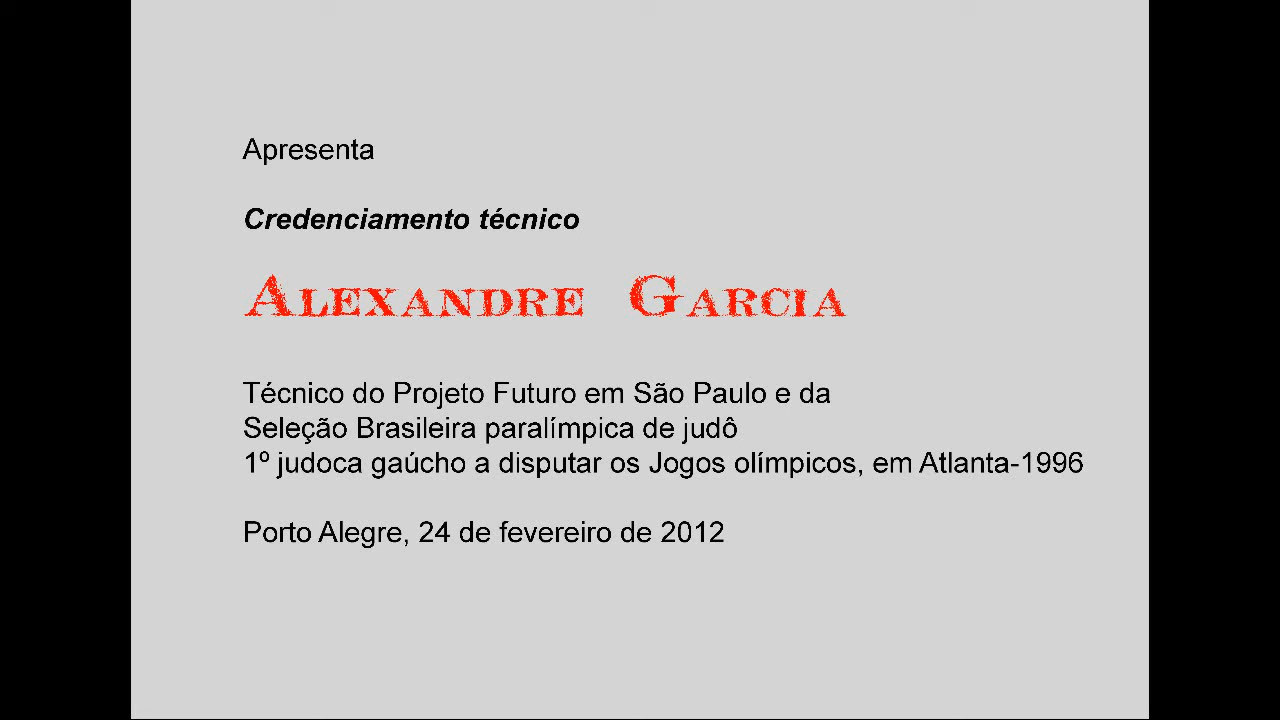 Apresenta
Credenciamento técnico
Alexandre Garcia
Técnico do Projeto Futuro em São Paulo e da
Seleção Brasileira paralímpica de judô
1º judoca gaúcho a disputar os Jogos olímpicos, em Atlanta-1996
Porto Alegre, 24 de fevereiro de 2012